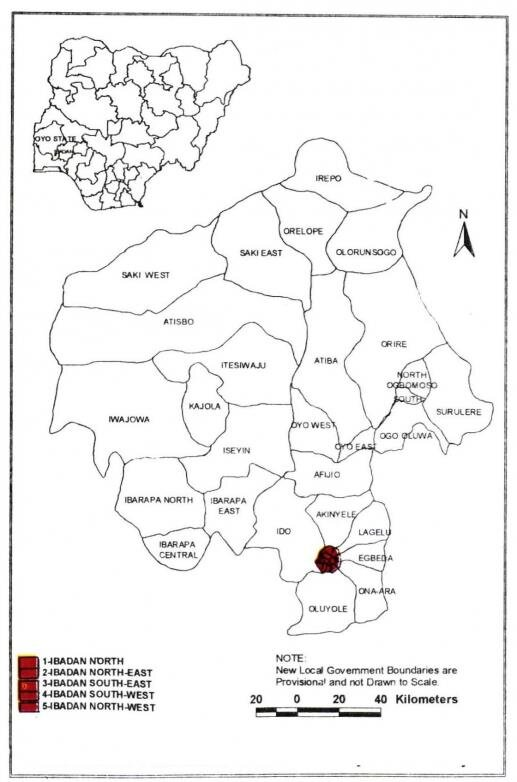 OYO STATE
IREPO
N
ORELOPE
SAKI EAST
OLORUNSOGO
SAKI WEST
ATISBO
ORIRE
ITESIWAJU
ATIBA
NORTH
OGBOMOSO
SOUTH
KAJOLA
SURULERE
IWAJOWA
OYO WEST
OGO OLUWA
OYO EAST
ISEYIN
AFIJIO
IBARAPA NORTH
IBARAPA
EAST
AKINYELE
IDO
LAGELU
IBARAPA
CENTRAL
EGBEDA
ONA-ARA
OLUYOLE
1-IBADAN NORTH
2-IBADAN NORTH-EAST
3-IBADAN SOUTH-EAST
4-IBADAN SOUTH-WEST
5-IBADAN NORTH-WEST
NOTE:
New Local Government Boundaries are
Provisional and not Drawn to Scale.
20 0 20 40 Kilometers